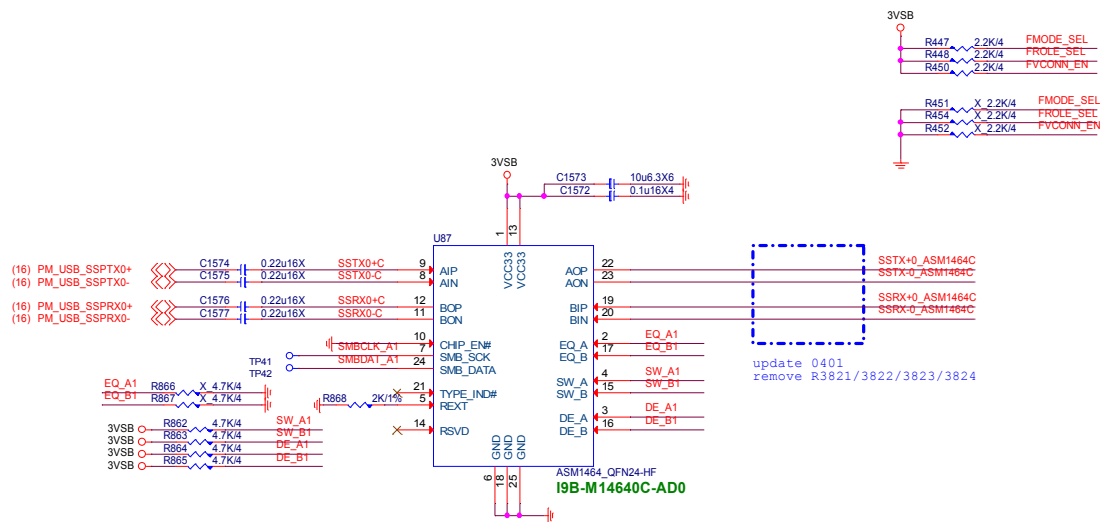 3VSB
R447 2.2K/4 FMODE_SEL
R448 2.2K/4 FROLE_SEL
R450 2.2K/4 FVCONN_EN
R451 X_2.2K/4 FMODE_SEL
R454 X_2.2K/4 FROLE_SEL
R452 X_2.2K/4 FVCONN_EN
3VSB
C1573 10u6.3X6
C1572 0.1u16X4
U87
1 13
VCC33 VCC33
(16) PM_USB_SSPTX0+ C1574 0.22u16X SSTX0+C 9 AIP
(16) PM_USB_SSPTX0- C1575 0.22u16X SSTX0-C 8 AIN
(16) PM_USB_SSPRX0+ C1576 0.22u16X SSRX0+C 12 BOP
(16) PM_USB_SSPRX0- C1577 0.22u16X SSRX0-C 11 BON
10 CHIP_EN#
TP41 SMBCLK_A1 7 SMB_SCK
TP42 SMBDAT_A1 24 SMB_DATA
21 TYPE_IND#
R868 2K/1% 5 REXT
14 RSVD
AOP 22 SSTX+0_ASM1464C
AON 23 SSTX-0_ASM1464C
BIP 19 SSRX+0_ASM1464C
BIN 20 SSRX-0_ASM1464C
EQ_A 2 EQ_A1
EQ_B 17 EQ_B1
SW_A 4 SW_A1
SW_B 15 SW_B1
DE_A 3 DE_A1
DE_B 16 DE_B1
update 0401
remove R3821/3822/3823/3824
EQ_A1 R866 X_4.7K/4
EQ_B1 R867 X_4.7K/4
3VSB R862 4.7K/4 SW_A1
3VSB R863 4.7K/4 SW_B1
3VSB R864 4.7K/4 DE_A1
3VSB R865 4.7K/4 DE_B1
GND GND GND
6 18 25
ASM1464_QFN24-HF
I9B-M14640C-AD0